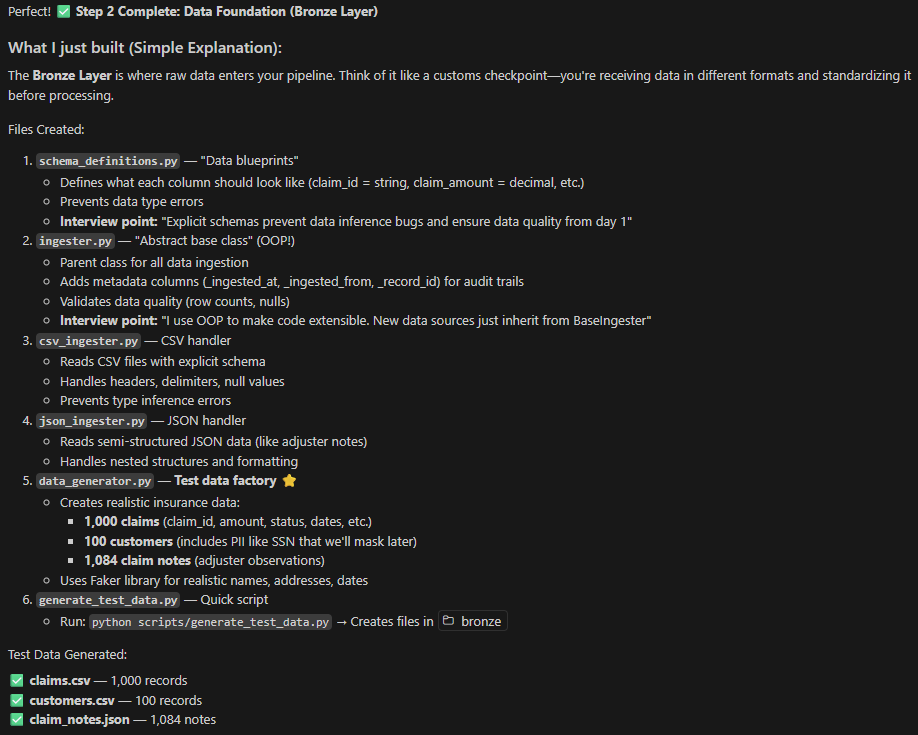 Perfect! ✅ Step 2 Complete: Data Foundation (Bronze Layer)
What I just built (Simple Explanation):
The Bronze Layer is where raw data enters your pipeline. Think of it like a customs checkpoint—you're receiving data in different formats and standardizing it
before processing.
Files Created:
1. schema_definitions.py — "Data blueprints"
Defines what each column should look like (claim_id = string, claim_amount = decimal, etc.)
Prevents data type errors
Interview point: "Explicit schemas prevent data inference bugs and ensure data quality from day 1"
2. ingester.py — "Abstract base class" (OOP!)
Parent class for all data ingestion
Adds metadata columns (_ingested_at, _ingested_from, _record_id) for audit trails
Validates data quality (row counts, nulls)
Interview point: "I use OOP to make code extensible. New data sources just inherit from BaseIngester"
3. csv_ingester.py — CSV handler
Reads CSV files with explicit schema
Handles headers, delimiters, null values
Prevents type inference errors
4. json_ingester.py — JSON handler
Reads semi-structured JSON data (like adjuster notes)
Handles nested structures and formatting
5. data_generator.py — Test data factory ⭐
Creates realistic insurance data:
1,000 claims (claim_id, amount, status, dates, etc.)
100 customers (includes PII like SSN that we'll mask later)
1,084 claim notes (adjuster observations)
Uses Faker library for realistic names, addresses, dates
6. generate_test_data.py — Quick script
Run: python scripts/generate_test_data.py → Creates files in bronze
Test Data Generated:
✅ claims.csv — 1,000 records
✅ customers.csv — 100 records
✅ claim_notes.json — 1,084 notes